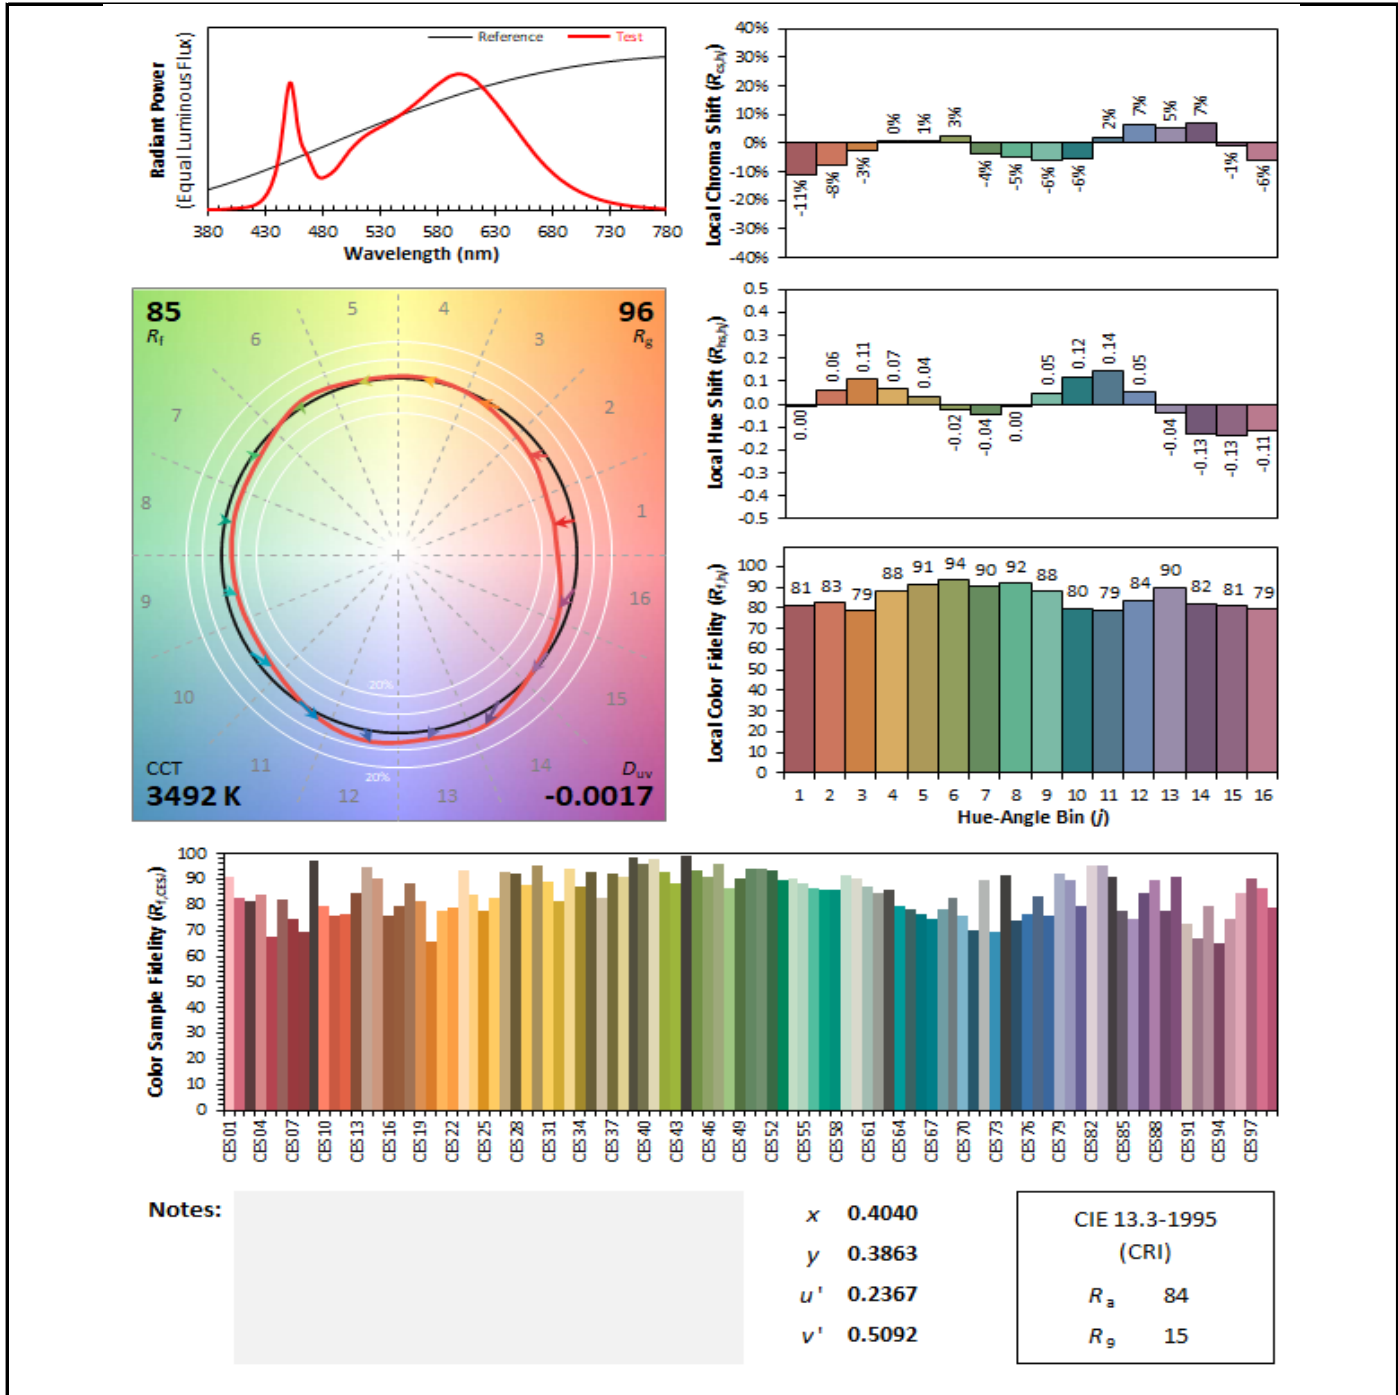 Radiant Power
(Equal Luminous Flux)
Reference
Test
380 430 480 530 580 630 680 730 780
Wavelength (nm)
Local Chroma Shift (Rcs,hj)
40%
30%
20%
10%
0%
-10%
-20%
-30%
-40%
-11% -8% -3% 0% 1% 3% -4% -5% -6% -6% 2% 7% 5% 7% -1% -6%
85
Rf
96
Rg
5 4
6 3
7 2
8 1
9 16
10 15
11 14
12 13
20%
20%
CCT
3492 K
Duv
-0.0017
Local Hue Shift (Rhs,hj)
0.5
0.4
0.3
0.2
0.1
0.0
-0.1
-0.2
-0.3
-0.4
-0.5
0.00 0.06 0.11 0.07 0.04 -0.02 -0.04 0.00 0.05 0.12 0.14 0.05 -0.04 -0.13 -0.13 -0.11
Local Color Fidelity (Rf,hj)
100
90
80
70
60
50
40
30
20
10
0
81 83 79 88 91 94 90 92 88 80 79 84 90 82 81 79
1 2 3 4 5 6 7 8 9 10 11 12 13 14 15 16
Hue-Angle Bin (j)
Color Sample Fidelity (Rf,CESi)
100
90
80
70
60
50
40
30
20
10
0
CES01 CES04 CES07 CES10 CES13 CES16 CES19 CES22 CES25 CES28 CES31 CES34 CES37 CES40 CES43 CES46 CES49 CES52 CES55 CES58 CES61 CES64 CES67 CES70 CES73 CES76 CES79 CES82 CES85 CES88 CES91 CES94 CES97
Notes:
x 0.4040
y 0.3863
u' 0.2367
v' 0.5092
CIE 13.3-1995
(CRI)
Ra 84
R9 15